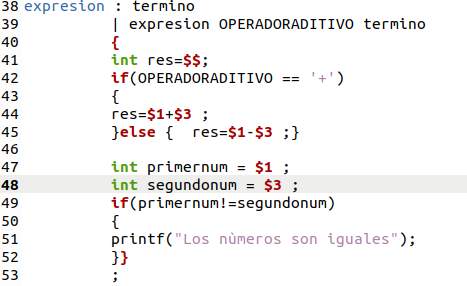 38 expresion : termino
39 | expresion OPERADORADITIVO termino
40 {
41 int res=$$;
42 if(OPERADORADITIVO == '+')
43 {
44 res=$1+$3 ;
45 }else {  res=$1-$3 ;}
46
47 int primernum = $1 ;
48 int segundonum = $3 ;
49 if(primernum!=segundonum)
50 {
51 printf("Los nùmeros son iguales");
52 }}
53 ;